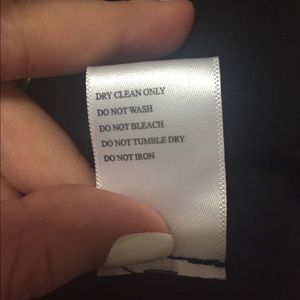 DRY CLEAN ONLY
DO NOT WASH
DO NOT BLEACH
DO NOT TUMBLE DRY
DO NOT IRON